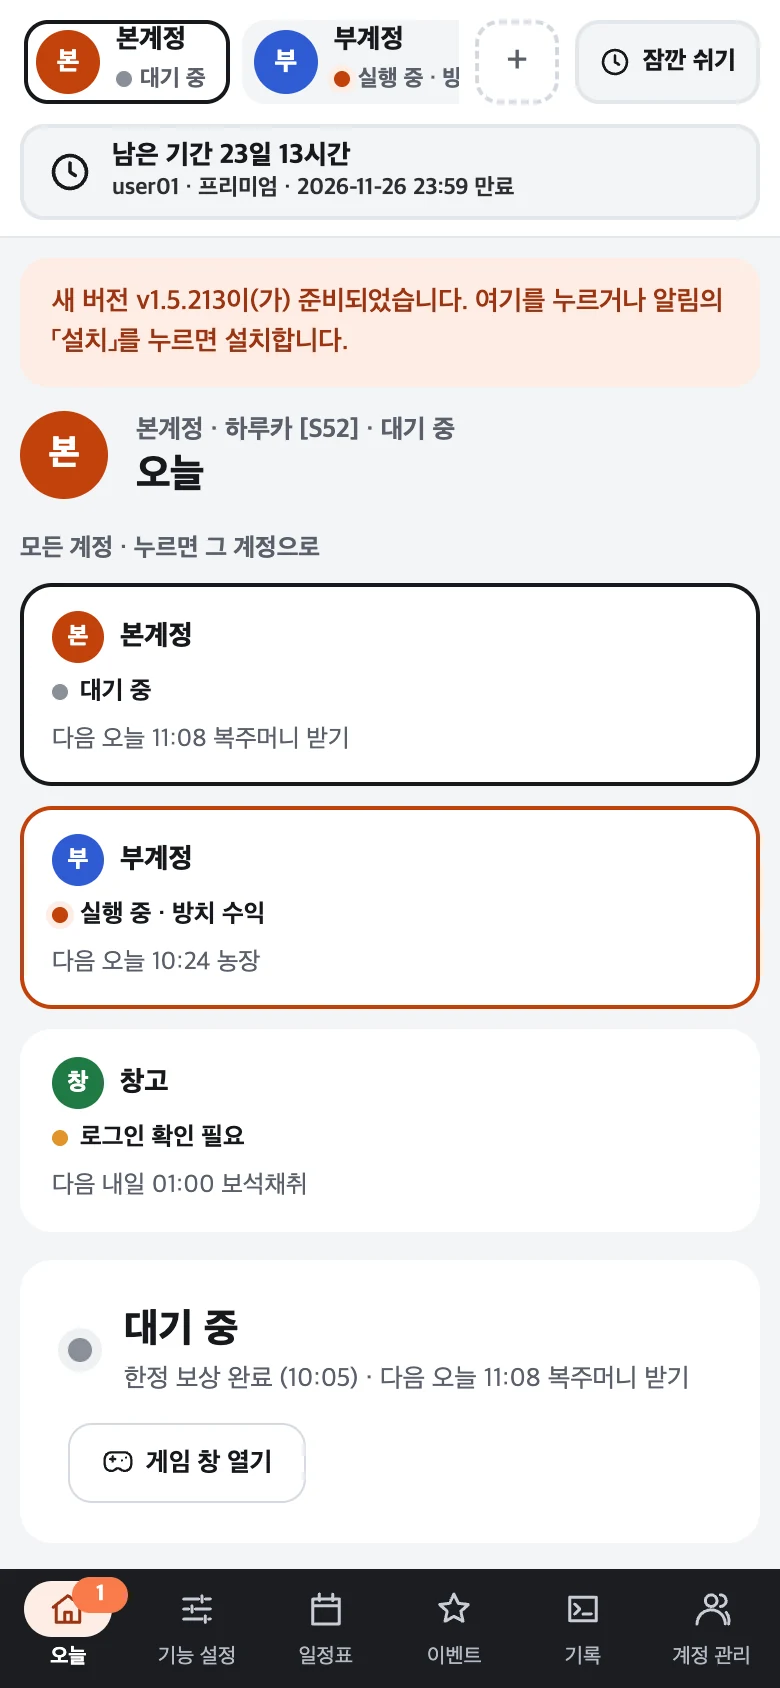 본
본계정
대기 중
부
부계정
실행 중 · 방
+
잠깐 쉬기
남은 기간 23일 13시간
user01 · 프리미엄 · 2026-11-26 23:59 만료
새 버전 v1.5.213이(가) 준비되었습니다. 여기를 누르거나 알림의
「설치」를 누르면 설치합니다.
본
본계정 · 하루카 [S52] · 대기 중
오늘
모든 계정 · 누르면 그 계정으로
본
본계정
대기 중
다음 오늘 11:08 복주머니 받기
부
부계정
실행 중 · 방치 수익
다음 오늘 10:24 농장
창
창고
로그인 확인 필요
다음 내일 01:00 보석채취
대기 중
한정 보상 완료 (10:05) · 다음 오늘 11:08 복주머니 받기
게임 창 열기
1
오늘
기능 설정
일정표
이벤트
기록
계정 관리